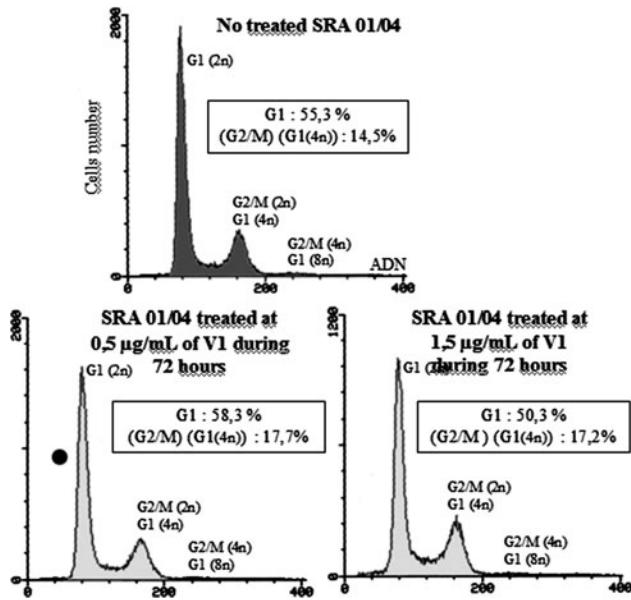 No treated SRA 01/04
2000
G1 (2n)
G1 : 55,3 %
(G2/M) (G1(4n)) : 14,5%
Cells number
G2/M (2n)
G1 (4n)
G2/M (4n)
G1 (8n)
ADN
0
0
200
400
SRA 01/04 treated at
0,5 µg/mL of V1 during
72 hours
2000
G1 (2n)
G1 : 58,3 %
(G2/M) (G1(4n)) : 17,7%
G2/M (2n)
G1 (4n)
G2/M (4n)
G1 (8n)
0
0
200
400
SRA 01/04 treated at
1,5 µg/mL of V1
during 72 hours
1200
G1
G1 : 50,3 %
(G2/M ) (G1(4n)) : 17,2%
G2/M (2n)
G1 (4n)
G2/M (4n)
G1 (8n)
0
0
200
400